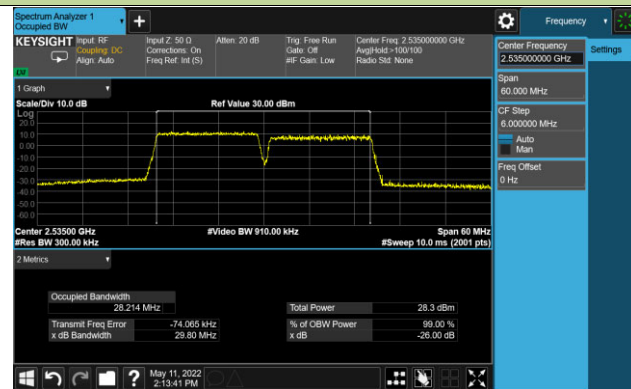 Spectrum Analyzer 1
Occupied BW
Frequency
KEYSIGHT
Input: RF
Coupling: DC
Align: Auto
Input Z: 50 Ω
Corrections: On
Freq Ref: Int (S)
Atten: 20 dB
Trig: Free Run
Gate: Off
#IF Gain: Low
Center Freq: 2.535000000 GHz
Avg|Hold:>100/100
Radio Std: None
Center Frequency
2.535000000 GHz
Settings
Span
60.000 MHz
CF Step
6.000000 MHz
Auto
Man
Freq Offset
0 Hz
1 Graph
Scale/Div 10.0 dB
Ref Value 30.00 dBm
Log
20.0
10.0
0.00
-10.0
-20.0
-30.0
-40.0
-50.0
-60.0
Center 2.53500 GHz
#Video BW 910.00 kHz
Span 60 MHz
#Res BW 300.00 kHz
#Sweep 10.0 ms (2001 pts)
2 Metrics
Occupied Bandwidth
28.214 MHz
Total Power 28.3 dBm
Transmit Freq Error -74.065 kHz
% of OBW Power 99.00 %
x dB Bandwidth 29.80 MHz
x dB -26.00 dB
?
May 11, 2022
2:13:41 PM